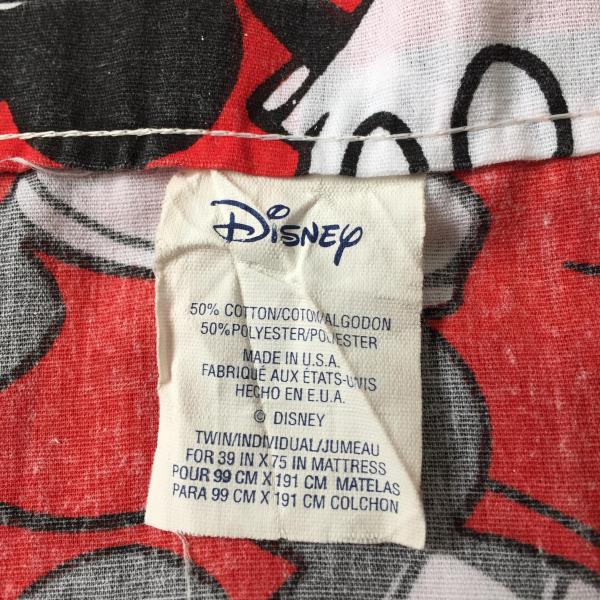 DISNEY
50% COTTON/COTON/ALGODON
50% POLYESTER/POLIESTER
MADE IN U.S.A.
FABRIQUÉ AUX ÉTATS-UNIS
HECHO EN E.U.A.
© DISNEY
TWIN/INDIVIDUAL/JUMEAU
FOR 39 IN X 75 IN MATTRESS
POUR 99 CM X 191 CM MATELAS
PARA 99 CM X 191 CM COLCHON